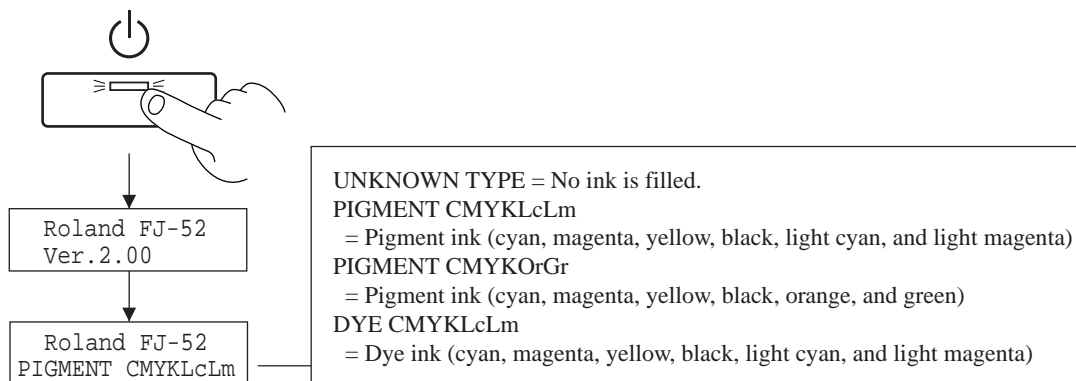 Roland FJ-52
Ver.2.00
Roland FJ-52
PIGMENT CMYKLcLm
UNKNOWN TYPE = No ink is filled.
PIGMENT CMYKLcLm
= Pigment ink (cyan, magenta, yellow, black, light cyan, and light magenta)
PIGMENT CMYKOrGr
= Pigment ink (cyan, magenta, yellow, black, orange, and green)
DYE CMYKLcLm
= Dye ink (cyan, magenta, yellow, black, light cyan, and light magenta)